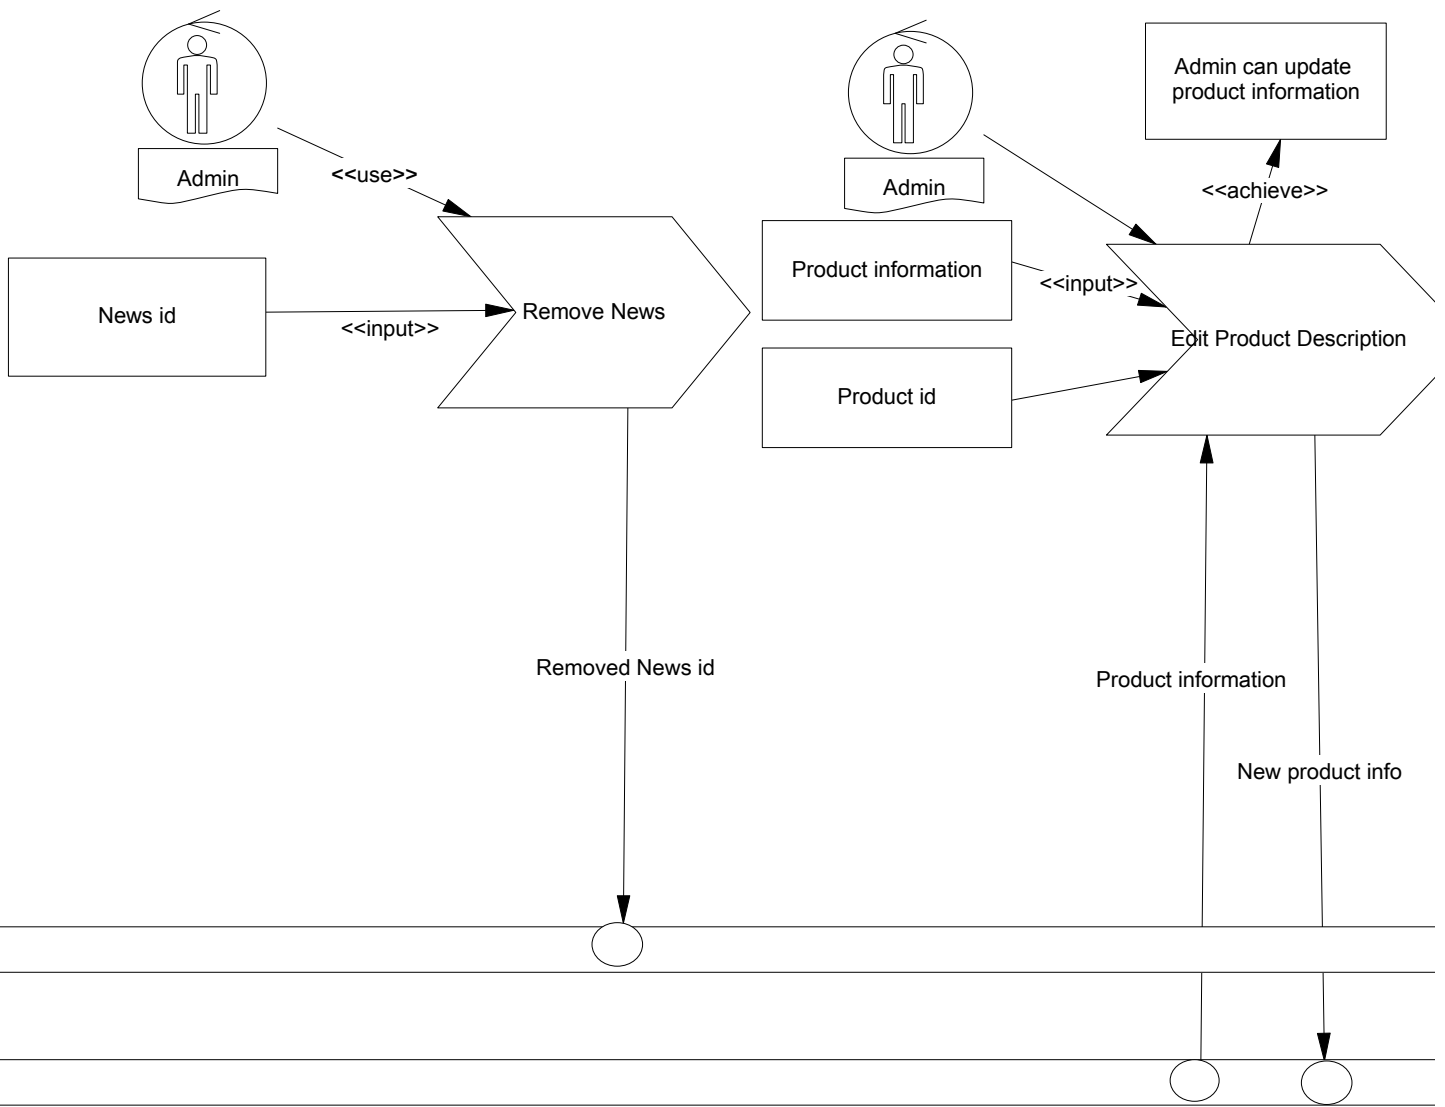 Admin
<<use>>
News id
<<input>>
Remove News
Removed News id
Admin can update
product information
<<achieve>>
Admin
Product information
<<input>>
Product id
Edit Product Description
Product information
New product info